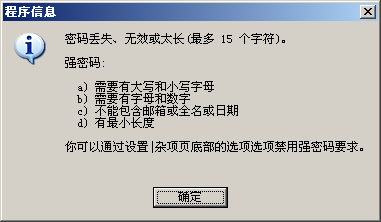 程序信息
密码丢失、无效或太长(最多 15 个字符)。
强密码:
a) 需要有大写和小写字母
b) 需要有字母和数字
c) 不能包含邮箱或全名或日期
d) 有最小长度
你可以通过设置|杂项页底部的选项选项禁用强密码要求。
确定